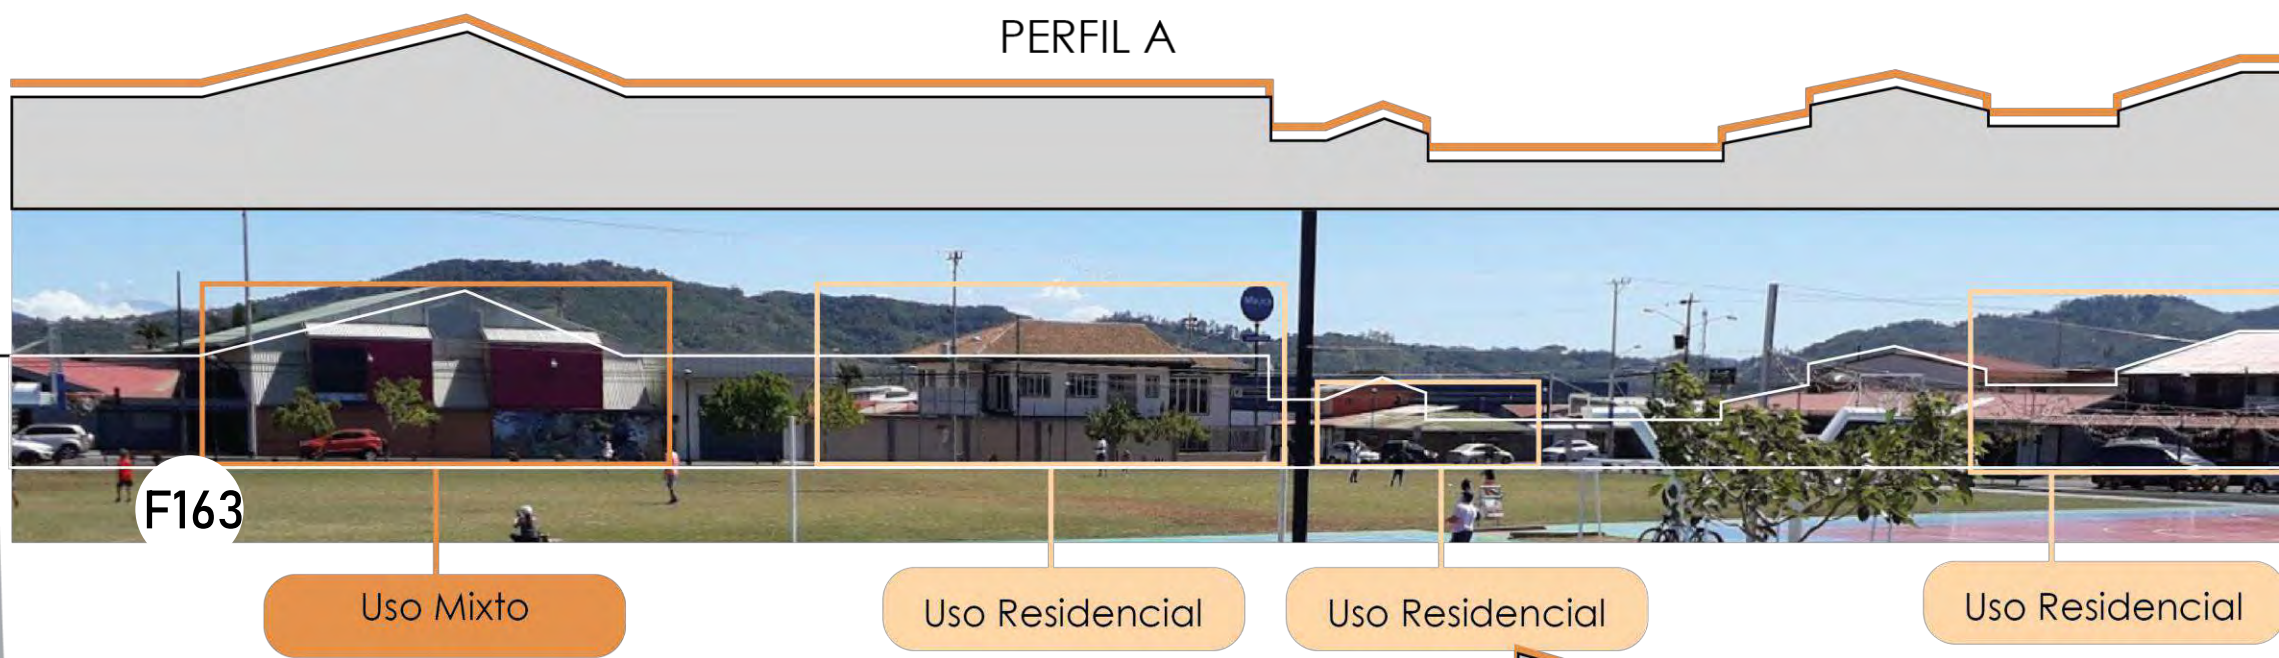 PERFIL A
F163
Uso Mixto
Uso Residencial
Uso Residencial
Uso Residencial